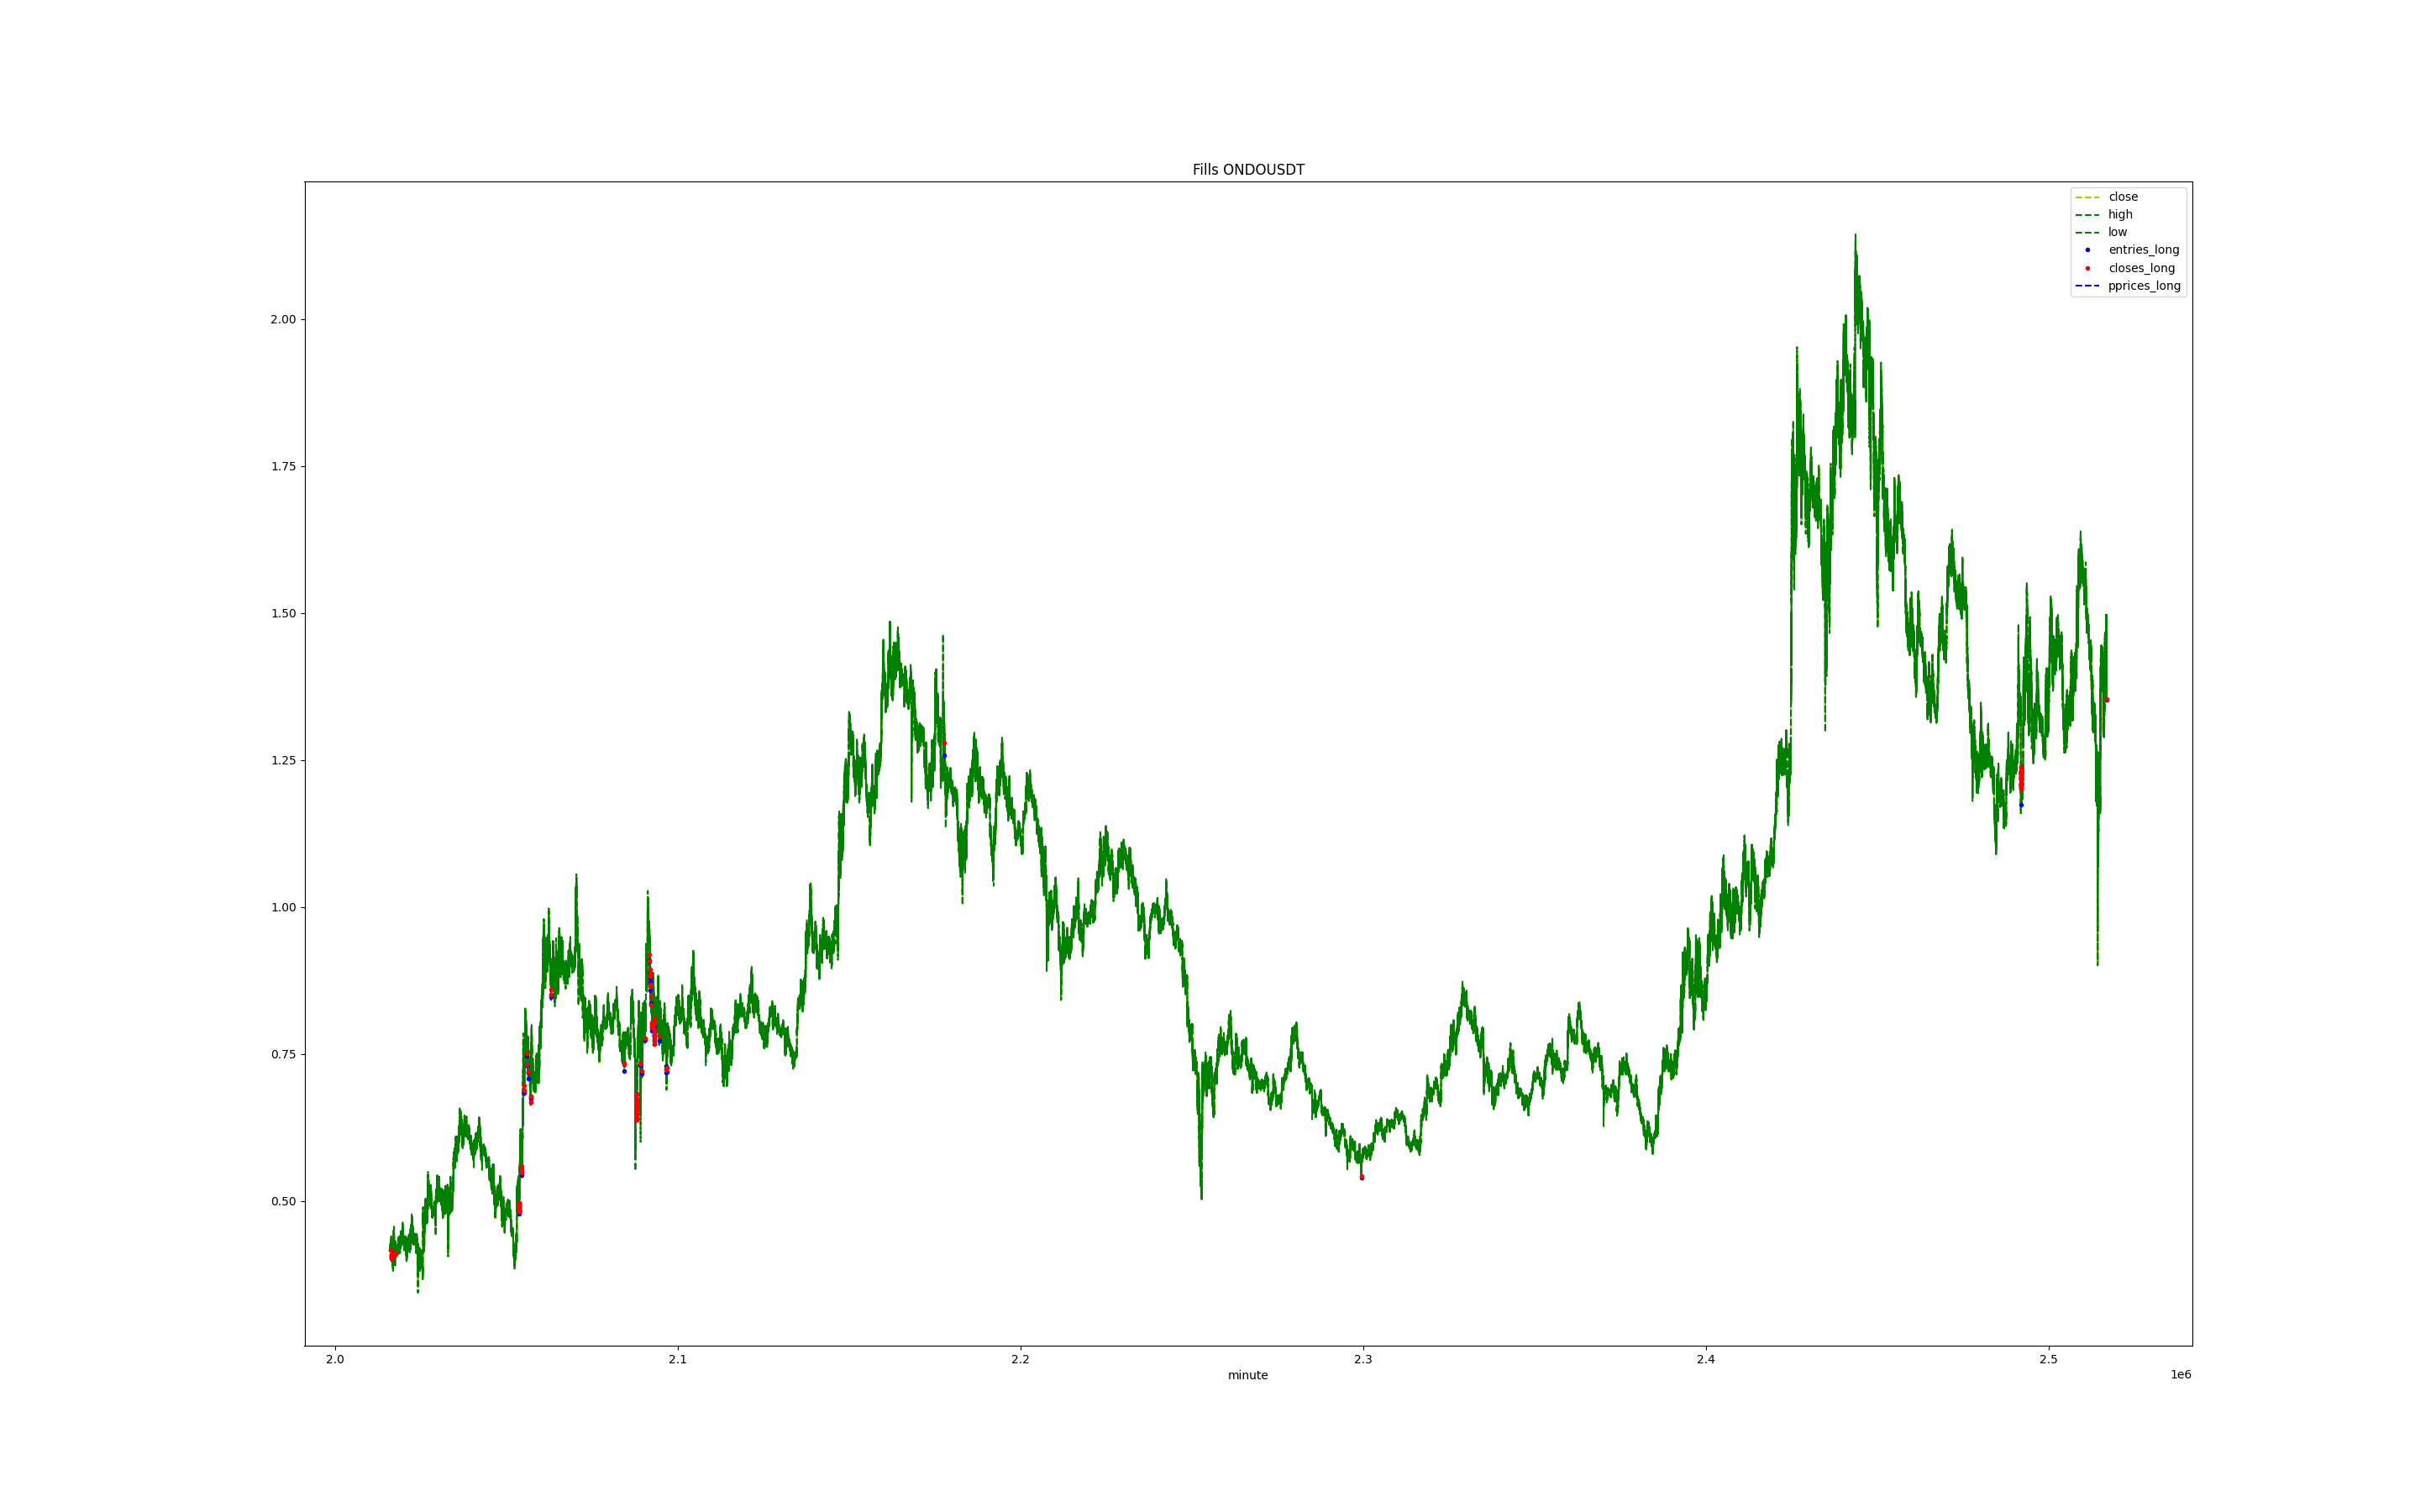 Fills ONDOUSDT
close
high
low
entries_long
closes_long
pprices_long
2.00
1.75
1.50
1.25
1.00
0.75
0.50
2.0 2.1 2.2 2.3 2.4 2.5
minute 1e6